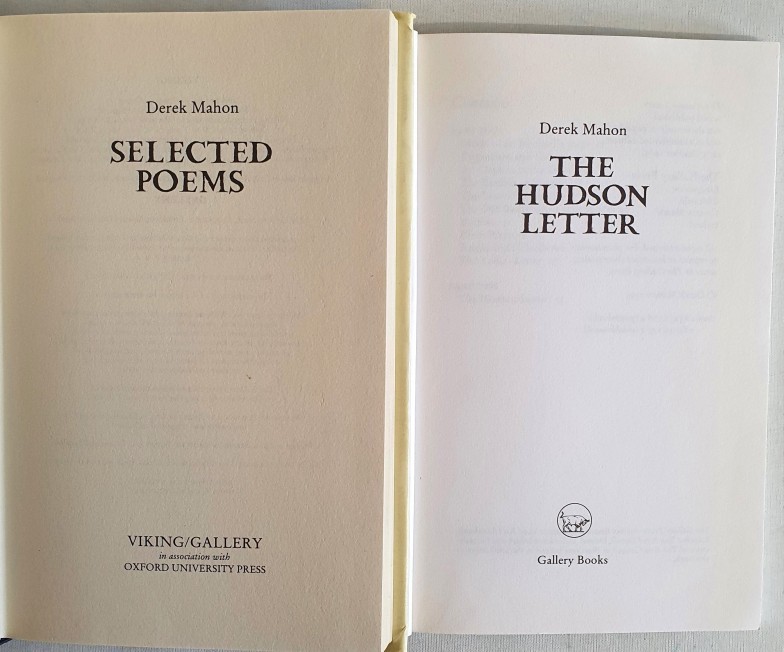 Derek Mahon
SELECTED
POEMS
VIKING/GALLERY
in association with
OXFORD UNIVERSITY PRESS
Derek Mahon
THE
HUDSON
LETTER
Gallery Books